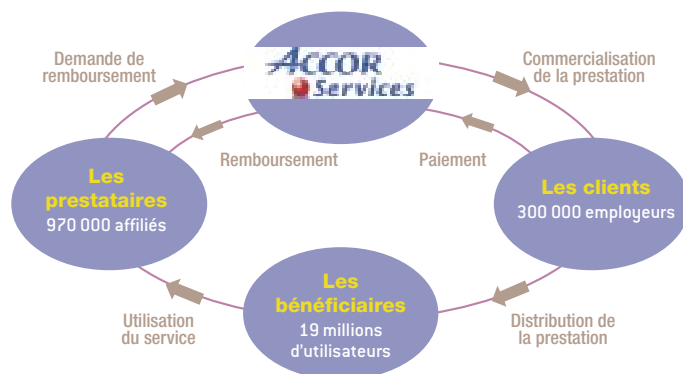 Demande de
remboursement
ACCOR
Services
Commercialisation
de la prestation
Remboursement
Paiement
Les
prestataires
970 000 affiliés
Les clients
300 000 employeurs
Les
bénéficiaires
19 millions
d'utilisateurs
Utilisation
du service
Distribution de
la prestation